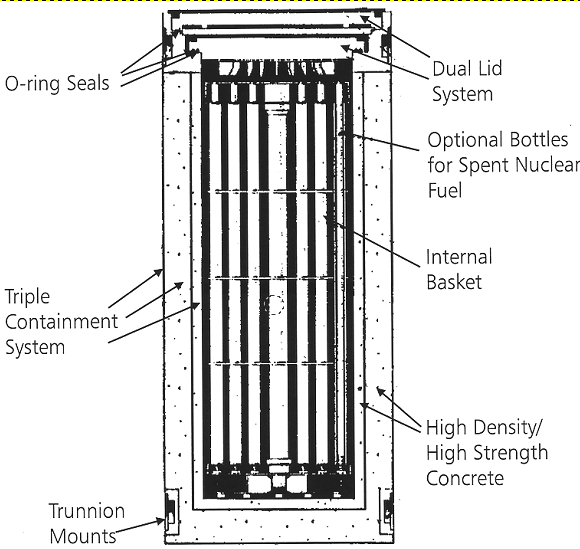 O-ring Seals
Dual Lid
System
Optional Bottles
for Spent Nuclear
Fuel
Internal
Basket
Triple
Containment
System
High Density/
High Strength
Concrete
Trunnion
Mounts